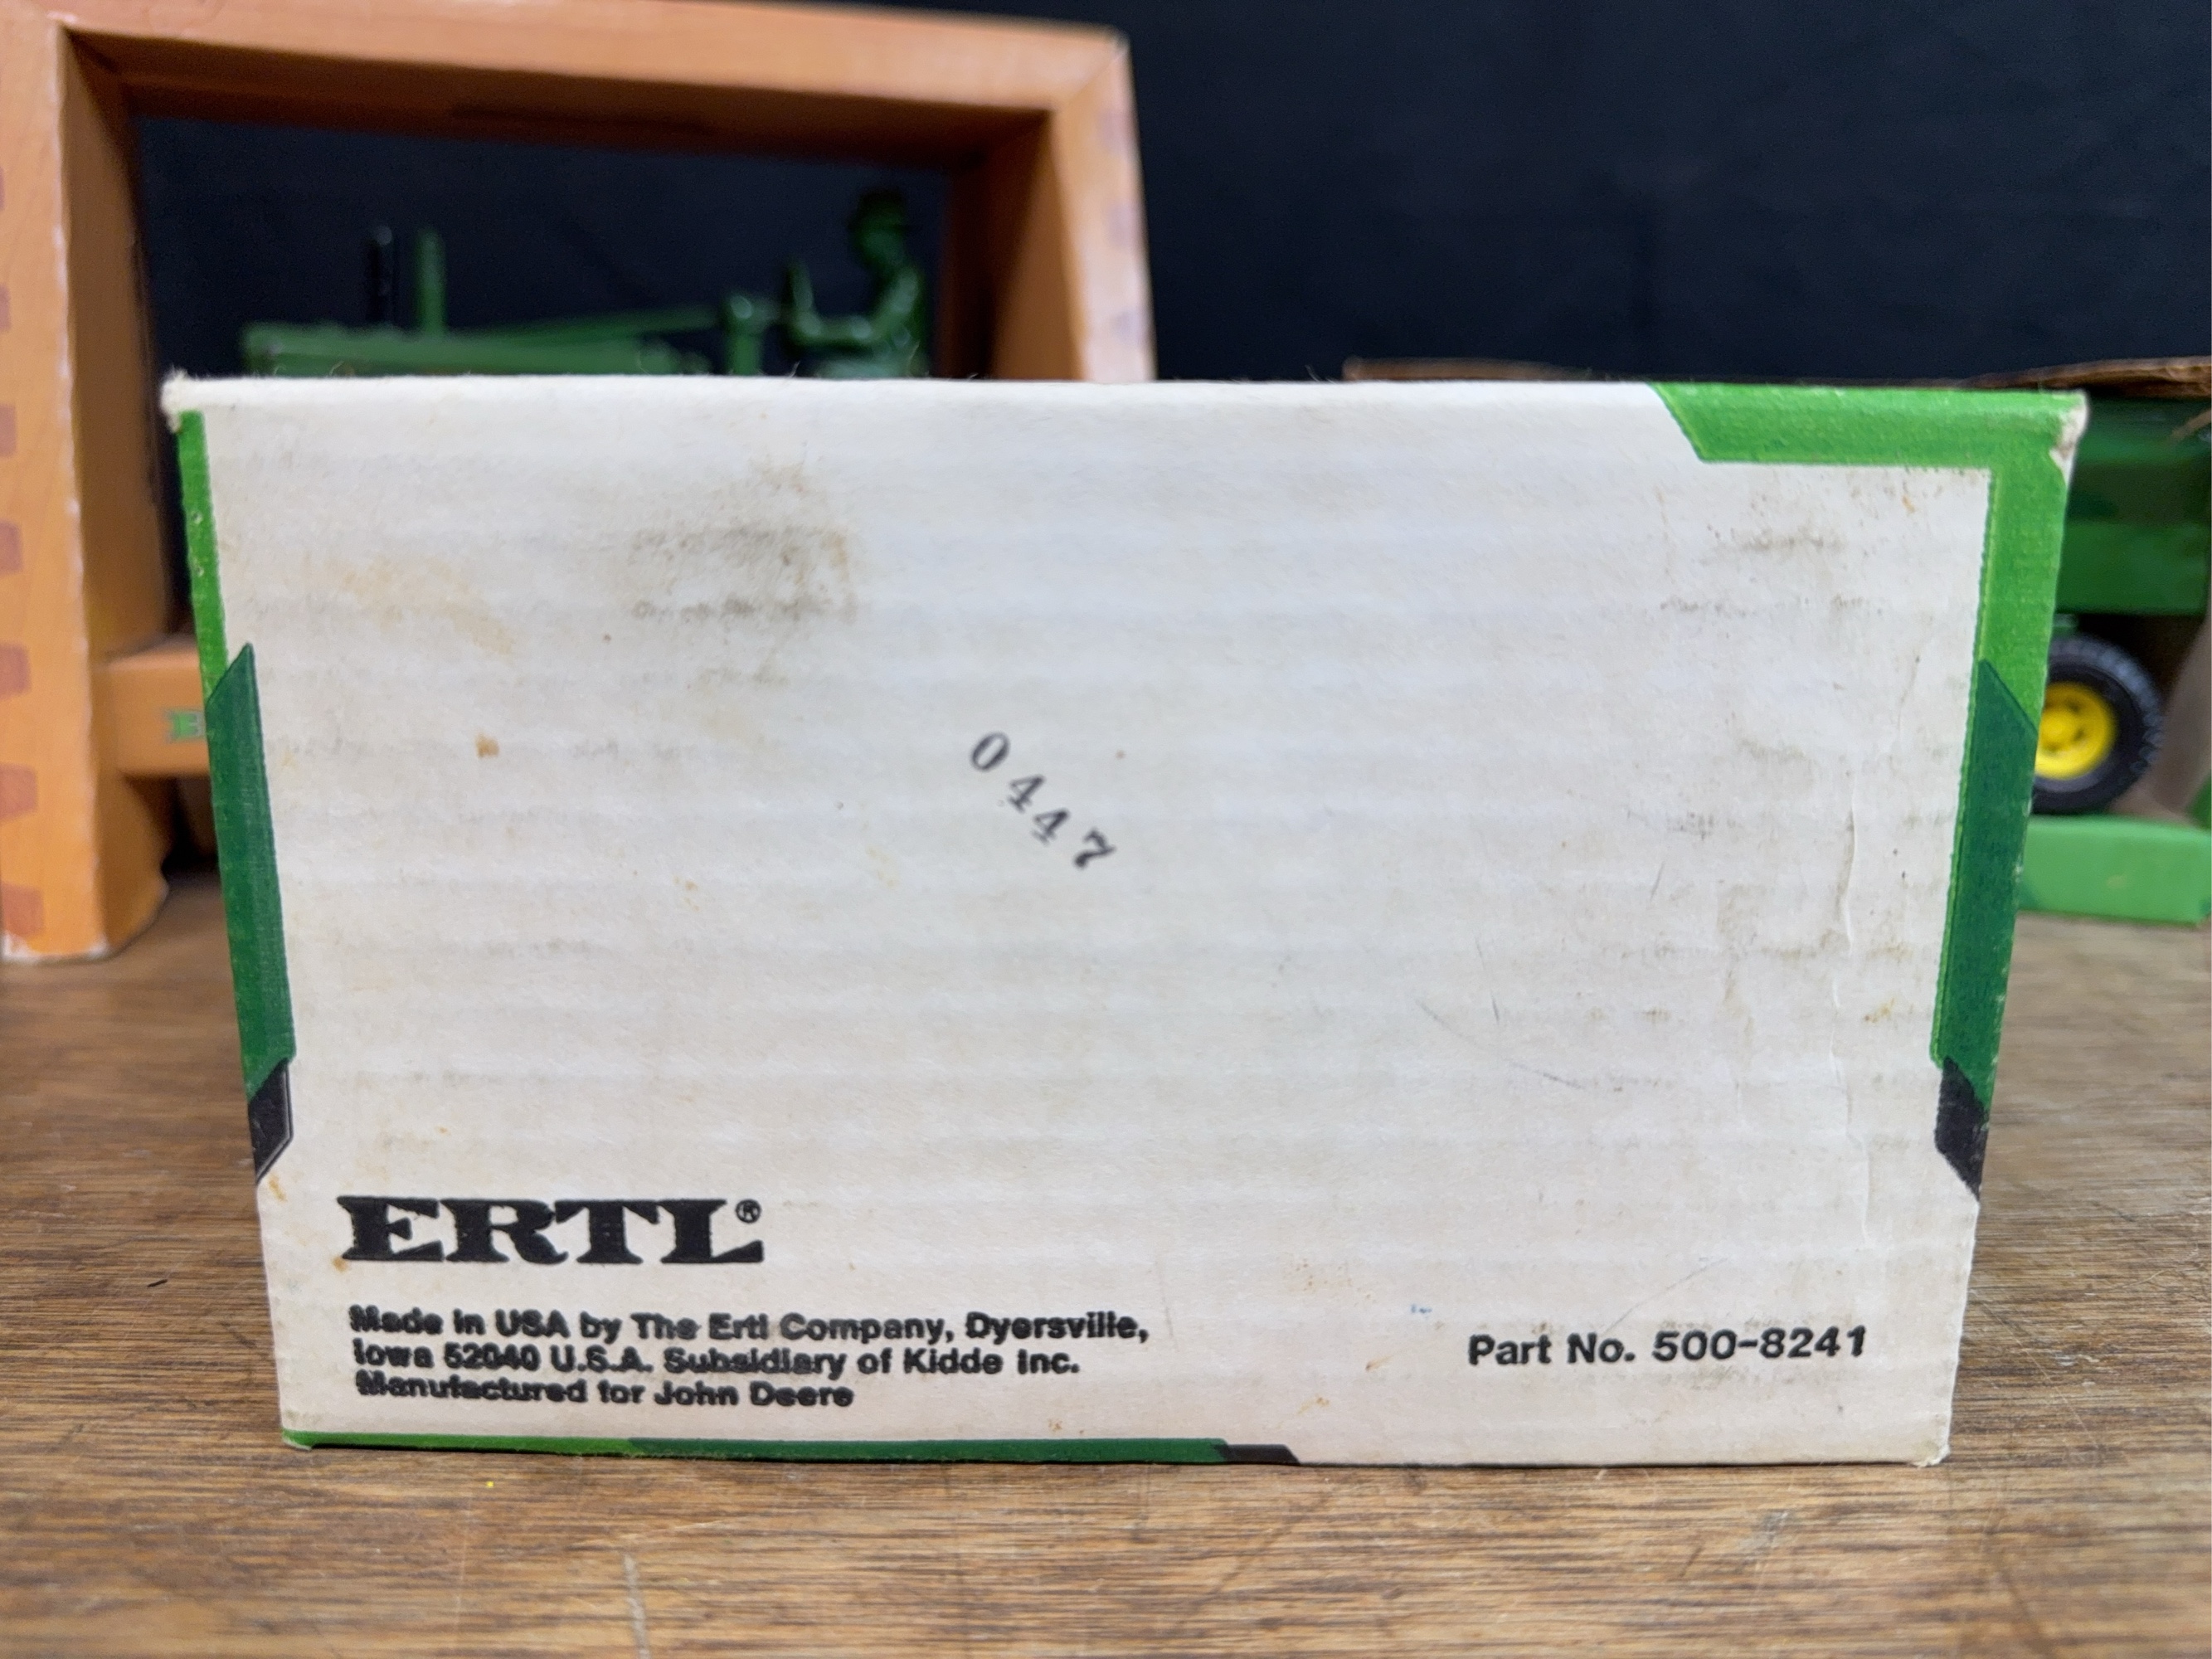 0447
ERTL®
Made in USA by The Ertl Company, Dyersville,
Iowa 52040 U.S.A. Subsidiary of Kidde Inc.
Manufactured for John Deere
Part No. 500-8241